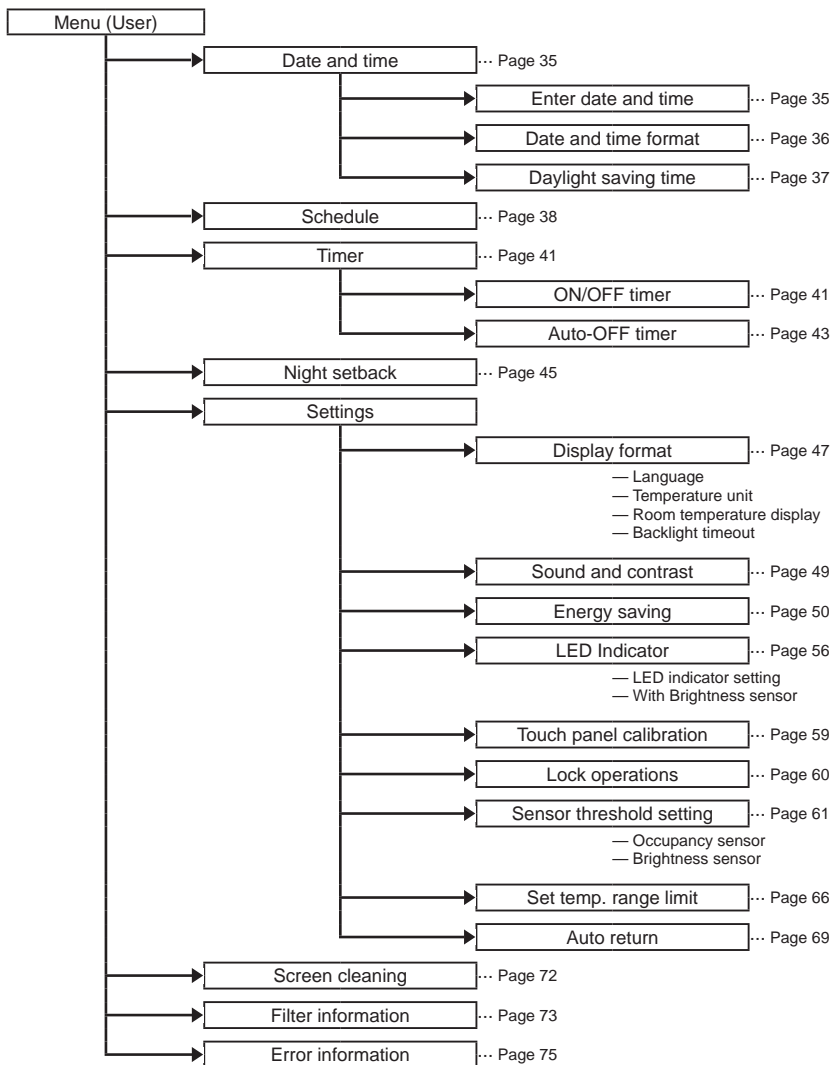 Menu (User)
Date and time ... Page 35
Enter date and time ... Page 35
Date and time format ... Page 36
Daylight saving time ... Page 37
Schedule ... Page 38
Timer ... Page 41
ON/OFF timer ... Page 41
Auto-OFF timer ... Page 43
Night setback ... Page 45
Settings
Display format ... Page 47
— Language
— Temperature unit
— Room temperature display
— Backlight timeout
Sound and contrast ... Page 49
Energy saving ... Page 50
LED Indicator ... Page 56
— LED indicator setting
— With Brightness sensor
Touch panel calibration ... Page 59
Lock operations ... Page 60
Sensor threshold setting ... Page 61
— Occupancy sensor
— Brightness sensor
Set temp. range limit ... Page 66
Auto return ... Page 69
Screen cleaning ... Page 72
Filter information ... Page 73
Error information ... Page 75